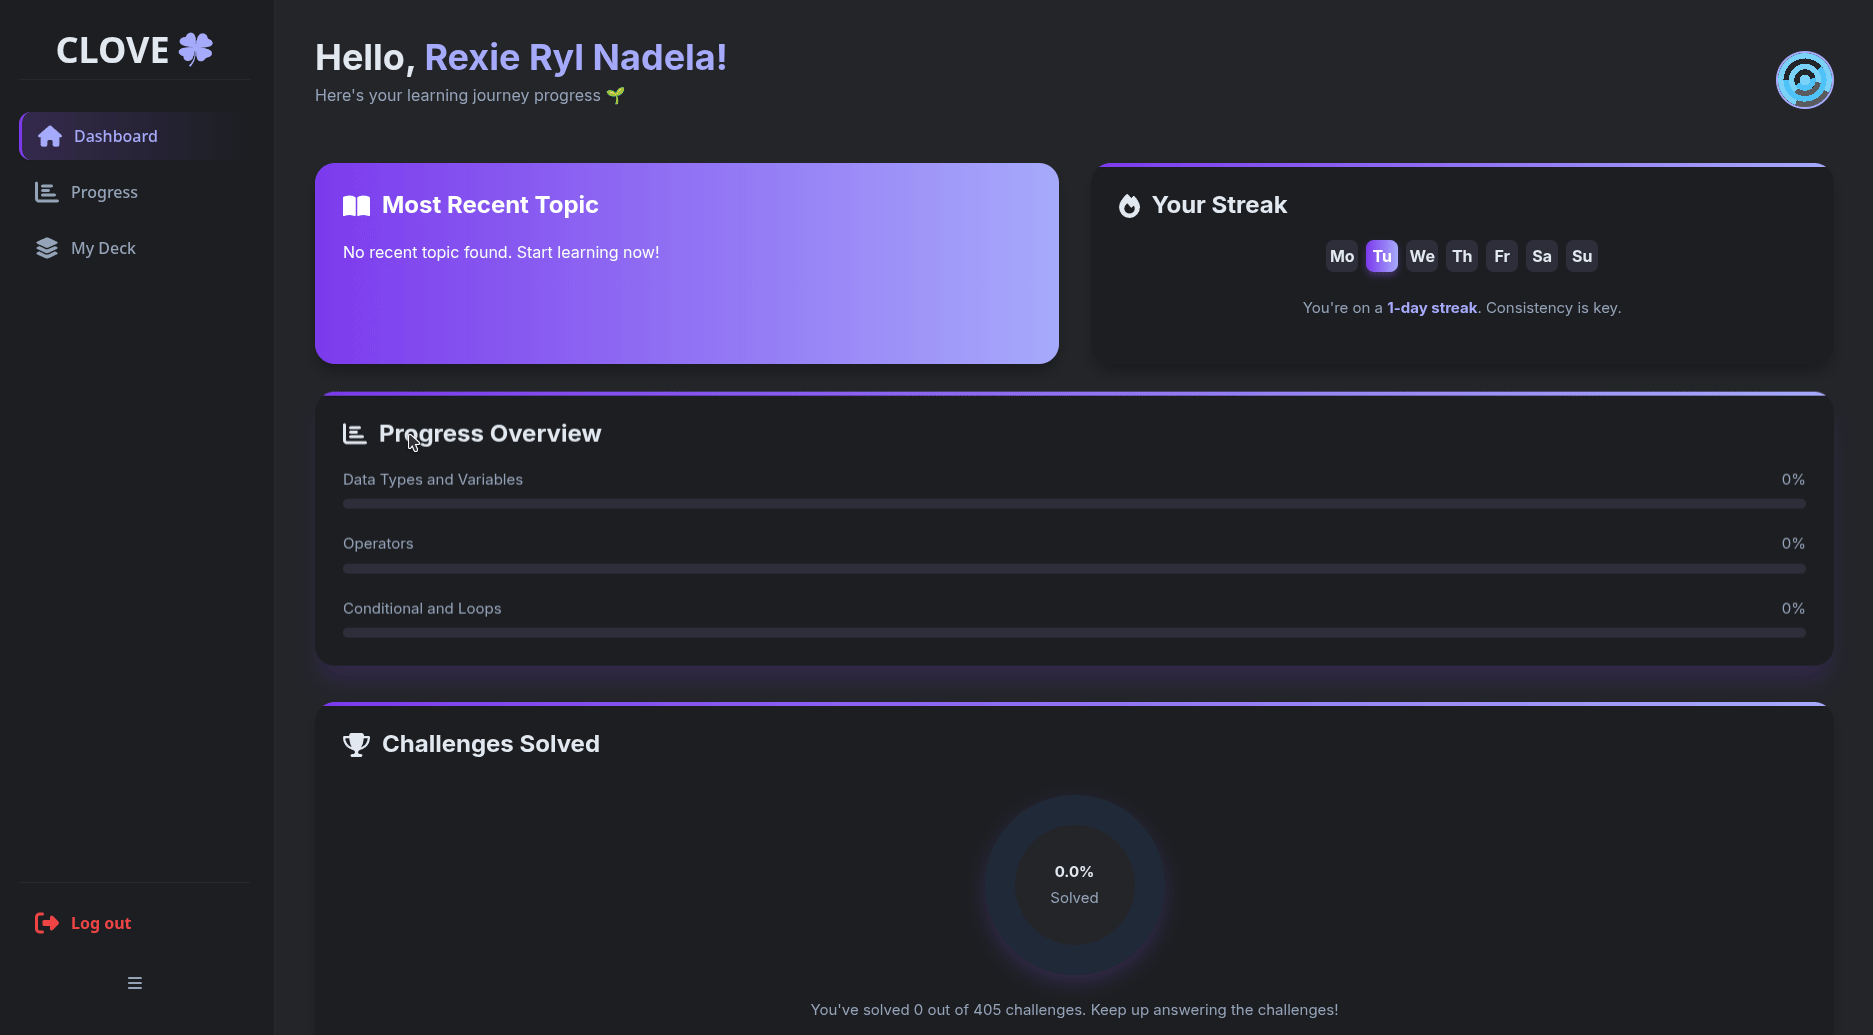 CLOVE
Dashboard
Progress
My Deck
Log out
Hello, Rexie Ryl Nadela!
Here's your learning journey progress 🌱
Most Recent Topic
No recent topic found. Start learning now!
Your Streak
Mo Tu We Th Fr Sa Su
You're on a 1-day streak. Consistency is key.
Progress Overview
Data Types and Variables 0%
Operators 0%
Conditional and Loops 0%
Challenges Solved
0.0%
Solved
You've solved 0 out of 405 challenges. Keep up answering the challenges!